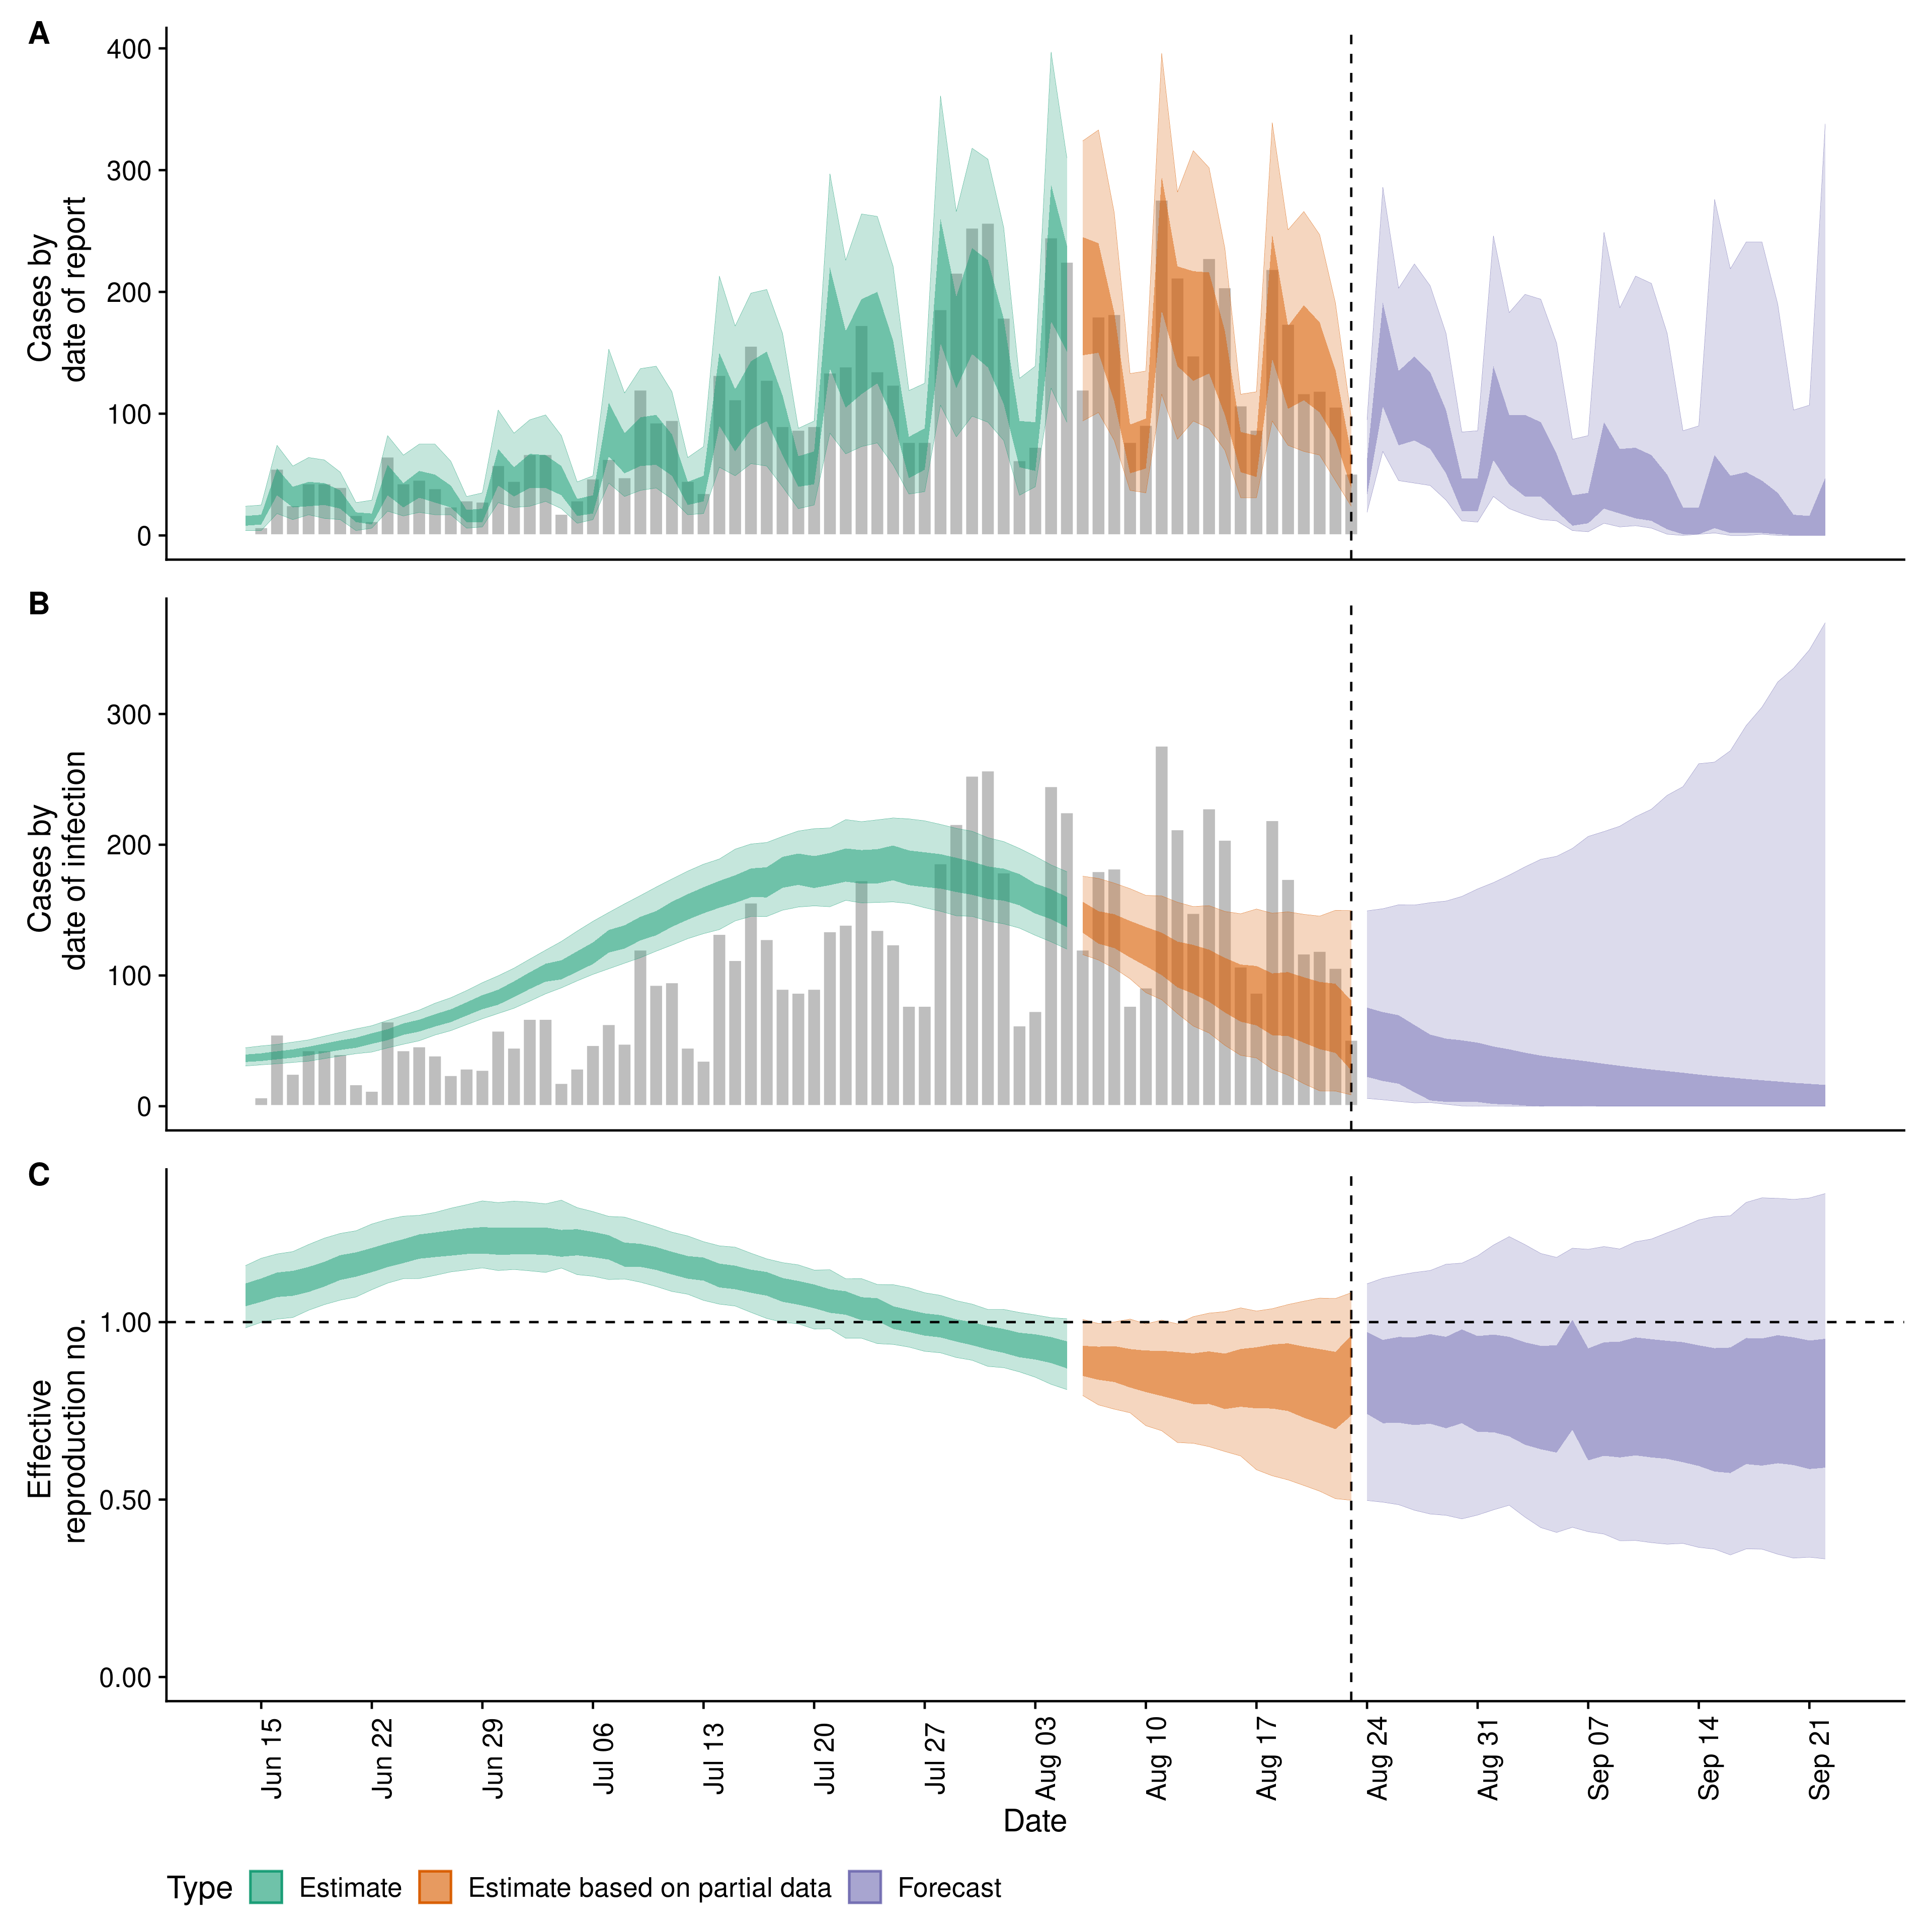 A
400
300
200
100
0
Cases by
date of report
B
300
200
100
0
Cases by
date of infection
C
1.00
0.50
0.00
Effective
reproduction no.
Jun 15
Jun 22
Jun 29
Jul 06
Jul 13
Jul 20
Jul 27
Aug 03
Aug 10
Aug 17
Aug 24
Aug 31
Sep 07
Sep 14
Sep 21
Date
Type Estimate Estimate based on partial data Forecast